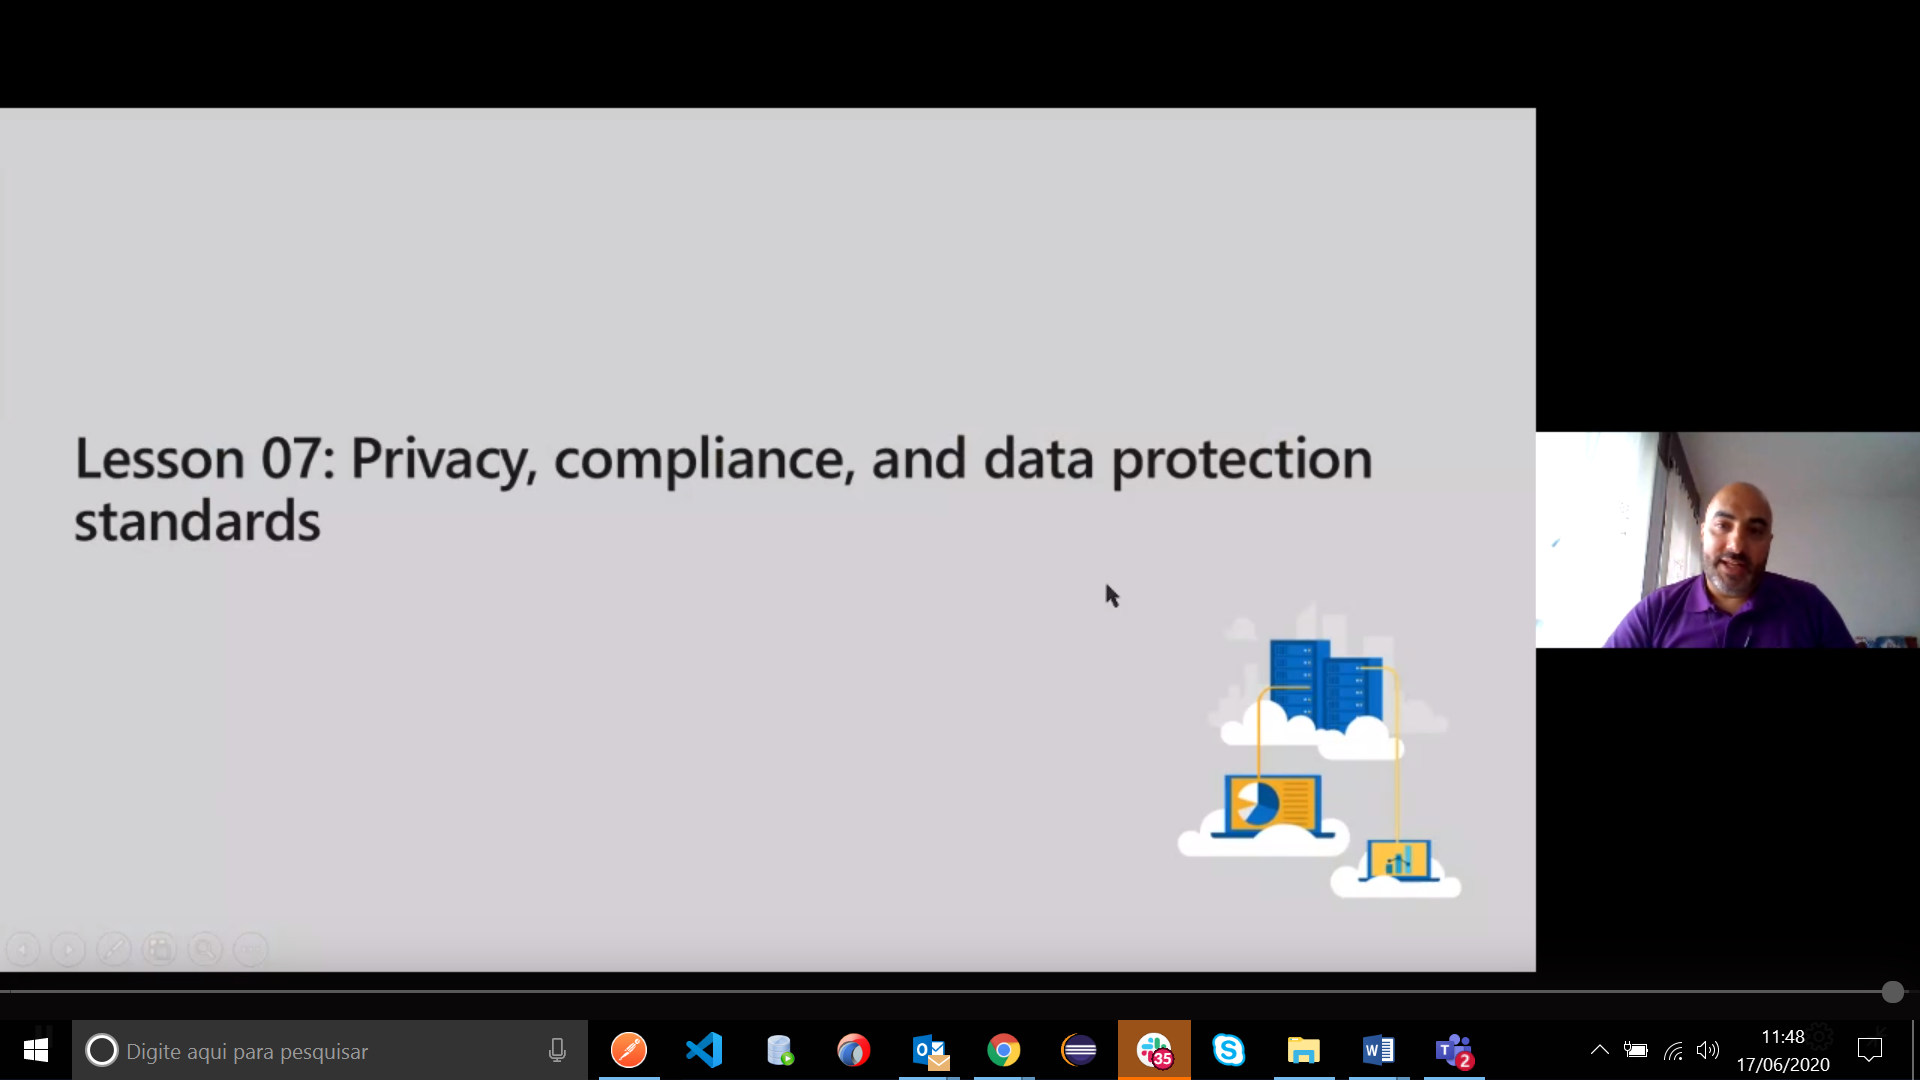 Lesson 07: Privacy, compliance, and data protection
standards
Digite aqui para pesquisar
35
2
11:48
17/06/2020